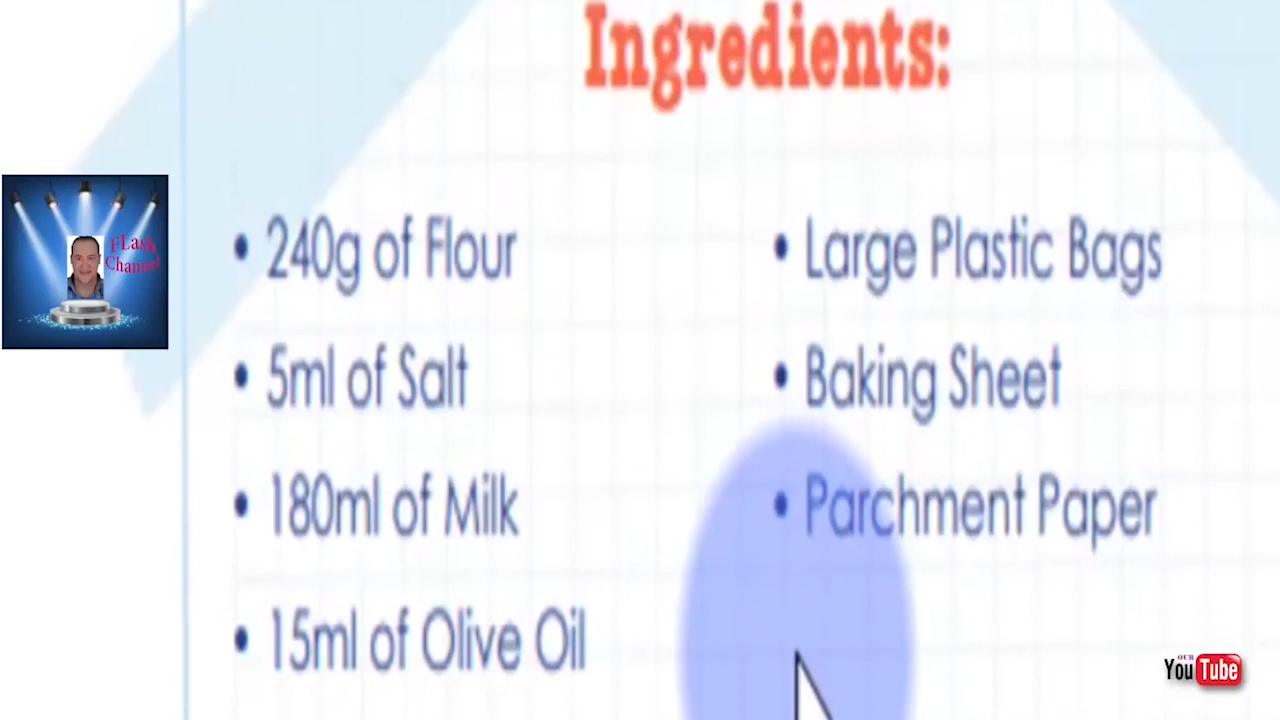 Ingredients:
• 240g of Flour
• 5ml of Salt
• 180ml of Milk
• 15ml of Olive Oil
• Large Plastic Bags
• Baking Sheet
• Parchment Paper
FLash
Channel
OUR
YouTube